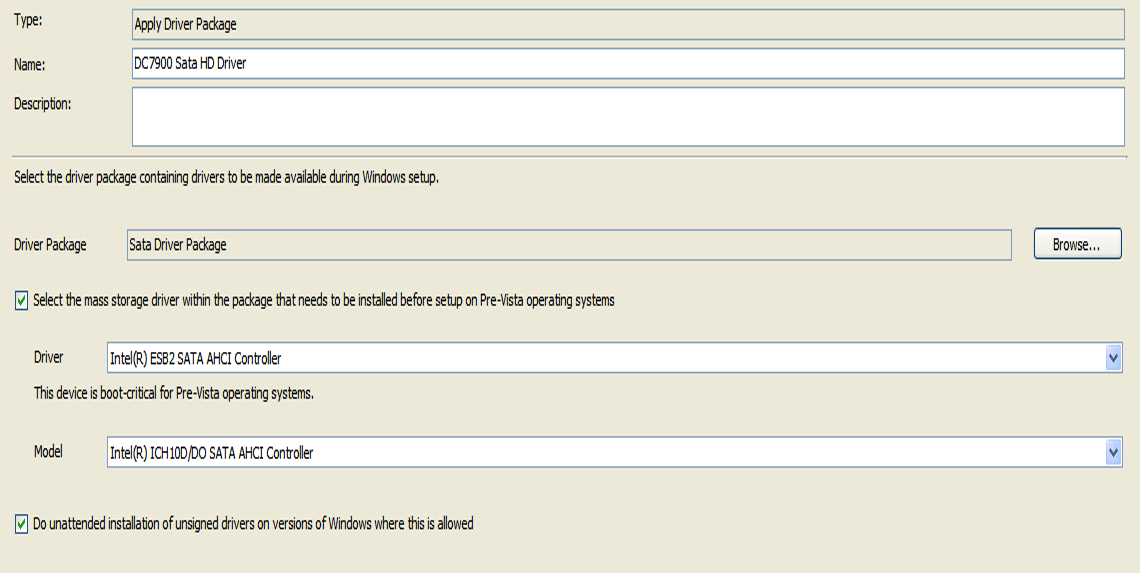 Type: Apply Driver Package
Name: DC7900 Sata HD Driver
Description:
Select the driver package containing drivers to be made available during Windows setup.
Driver Package Sata Driver Package Browse...
Select the mass storage driver within the package that needs to be installed before setup on Pre-Vista operating systems
Driver Intel(R) ESB2 SATA AHCI Controller
This device is boot-critical for Pre-Vista operating systems.
Model Intel(R) ICH10D/DO SATA AHCI Controller
Do unattended installation of unsigned drivers on versions of Windows where this is allowed